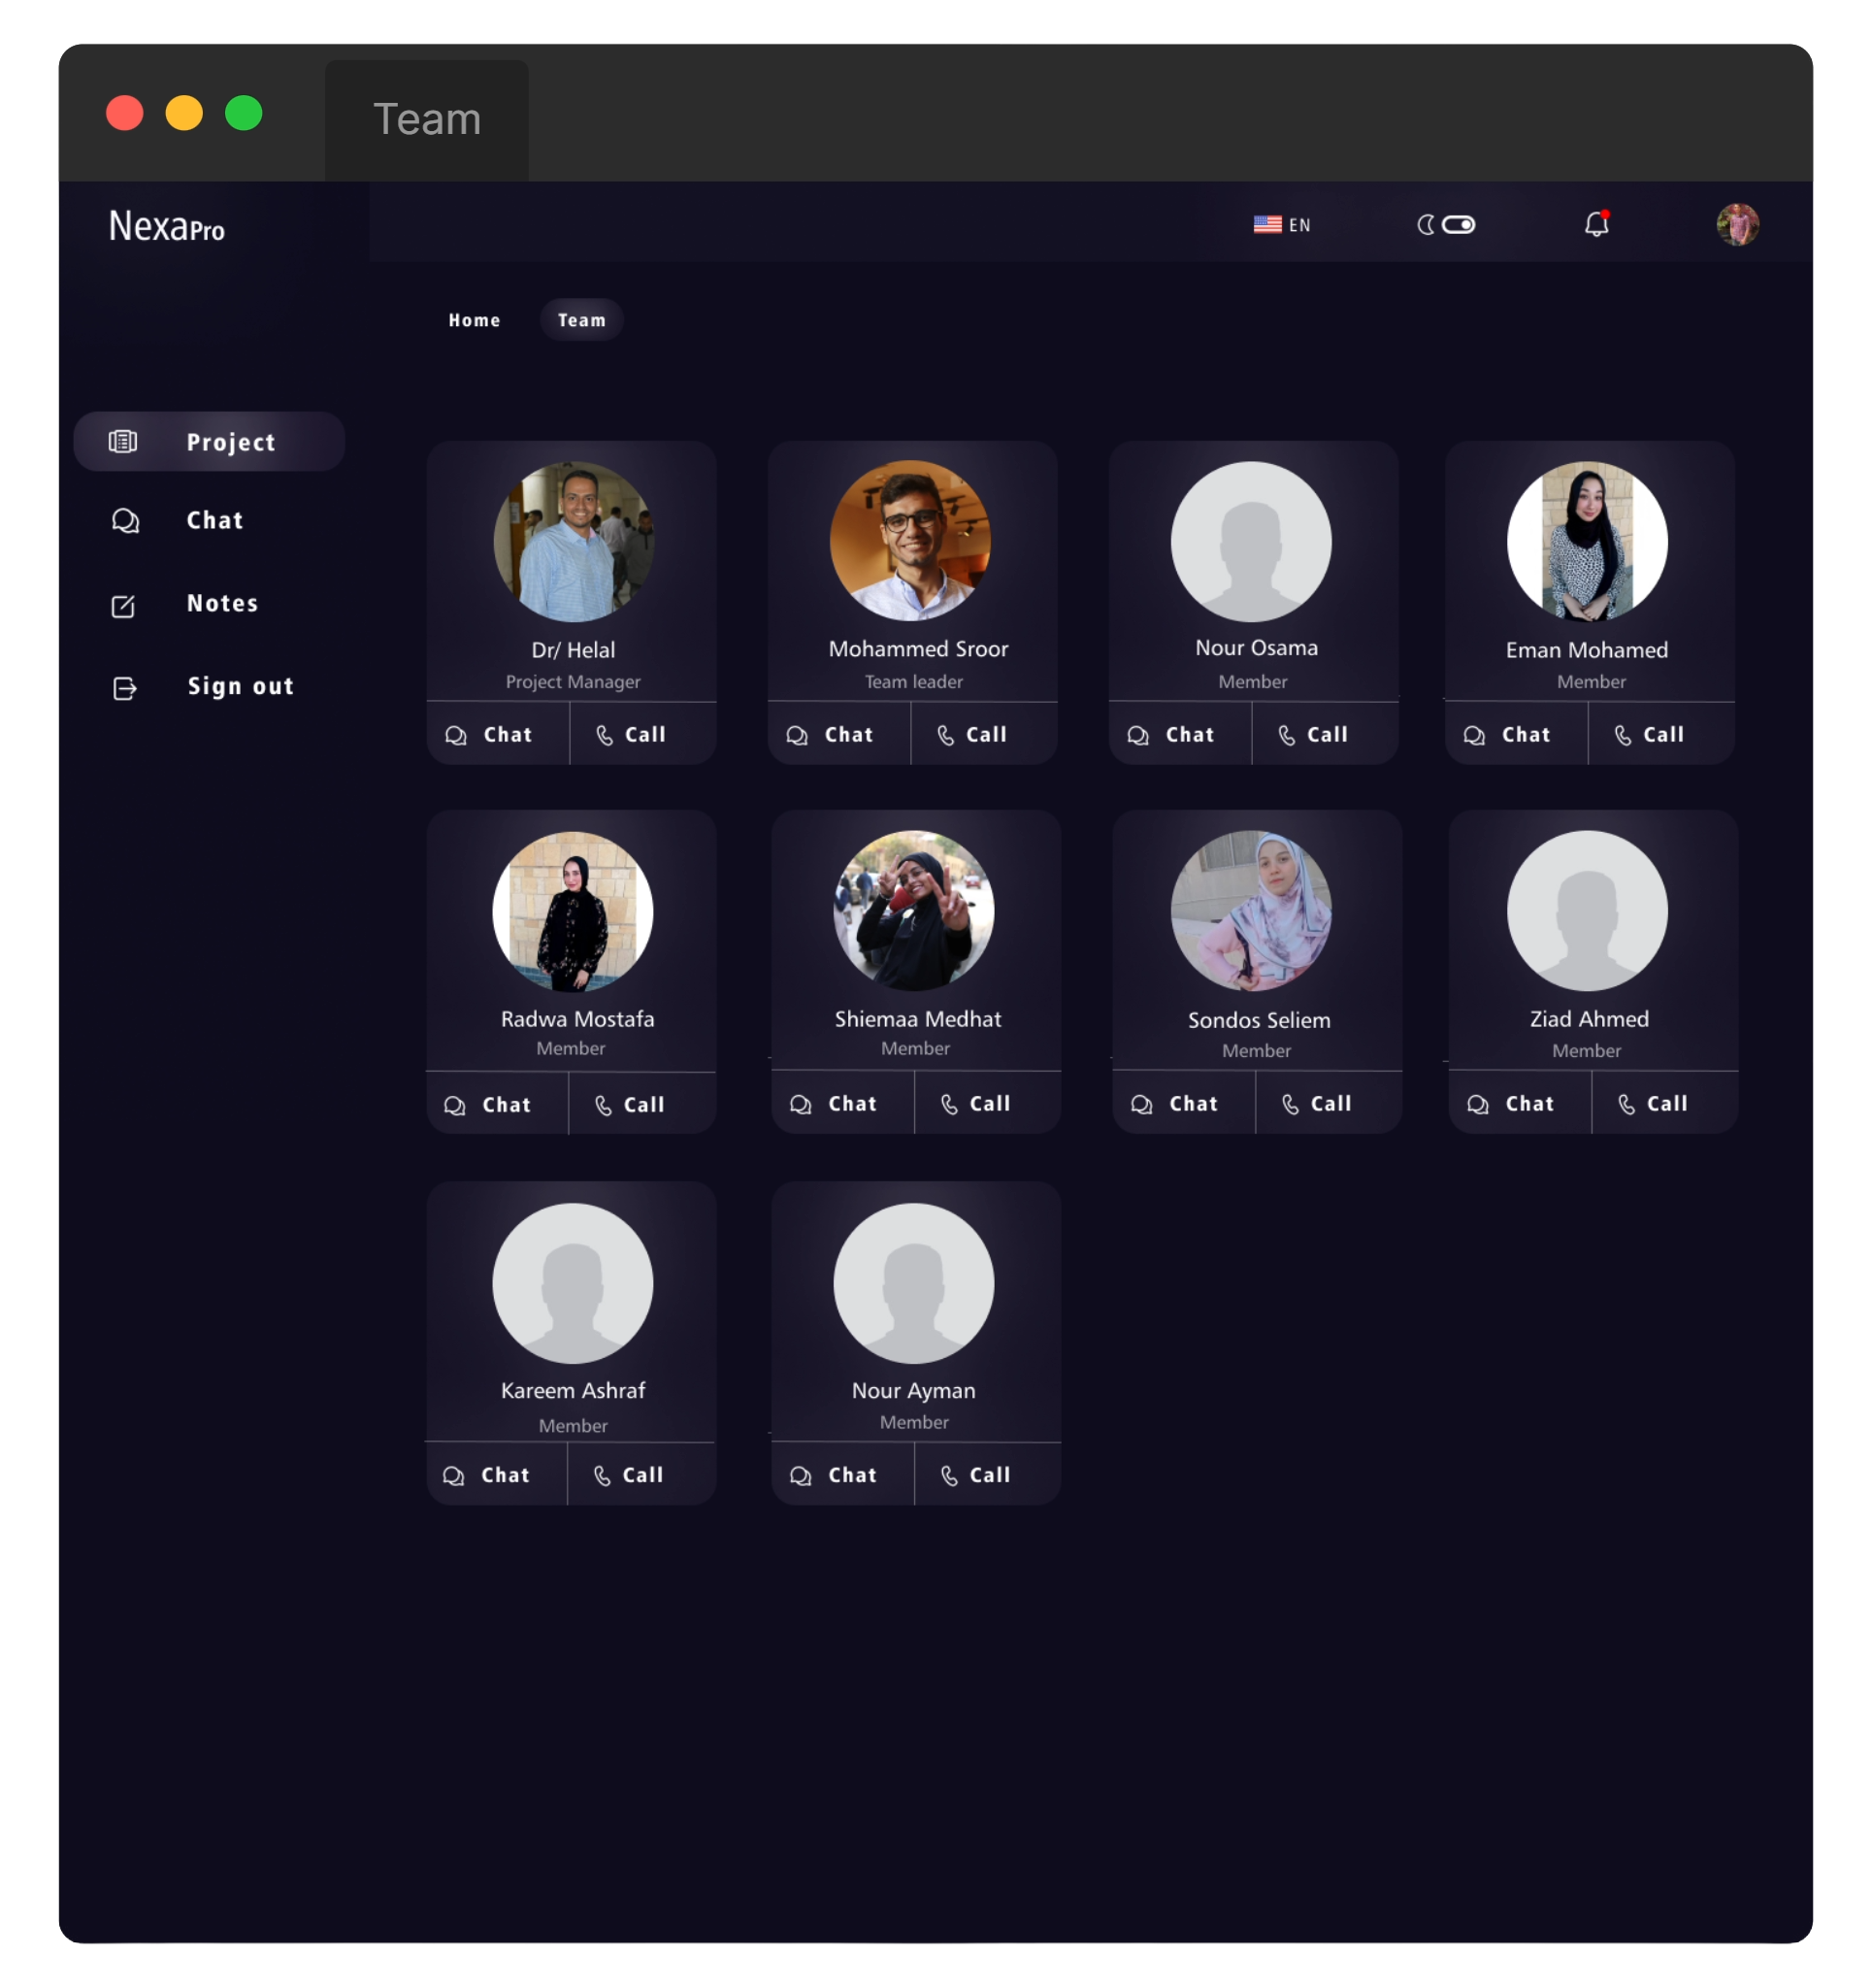 Team
NexaPro
EN
Home
Team
Project
Chat
Notes
Sign out
Dr/ Helal
Project Manager
Chat
Call
Mohammed Sroor
Team leader
Chat
Call
Nour Osama
Member
Chat
Call
Eman Mohamed
Member
Chat
Call
Radwa Mostafa
Member
Chat
Call
Shiemaa Medhat
Member
Chat
Call
Sondos Seliem
Member
Chat
Call
Ziad Ahmed
Member
Chat
Call
Kareem Ashraf
Member
Chat
Call
Nour Ayman
Member
Chat
Call